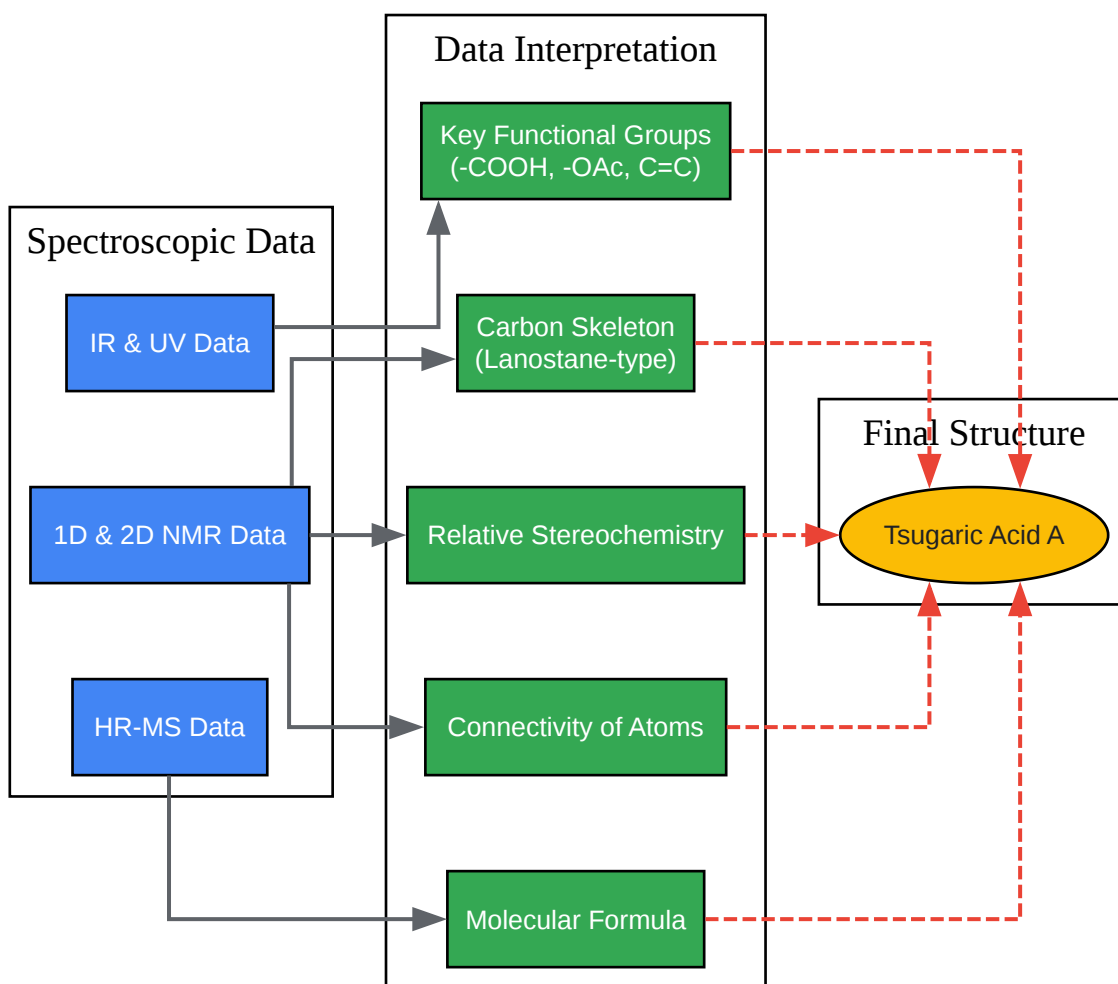 Spectroscopic Data
IR & UV Data
1D & 2D NMR Data
HR-MS Data
Data Interpretation
Key Functional Groups
(-COOH, -OAc, C=C)
Carbon Skeleton
(Lanostane-type)
Relative Stereochemistry
Connectivity of Atoms
Molecular Formula
Final Structure
Tsugaric Acid A